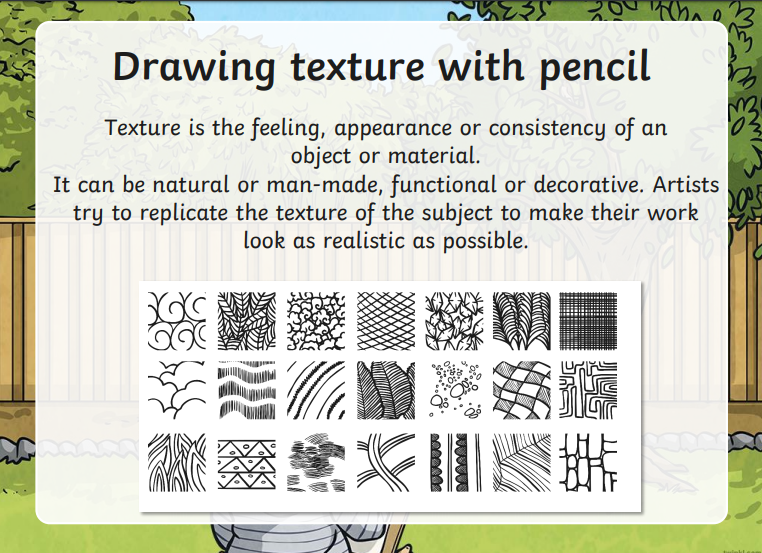 Drawing texture with pencil
Texture is the feeling, appearance or consistency of an
object or material.
It can be natural or man-made, functional or decorative. Artists
try to replicate the texture of the subject to make their work
look as realistic as possible.